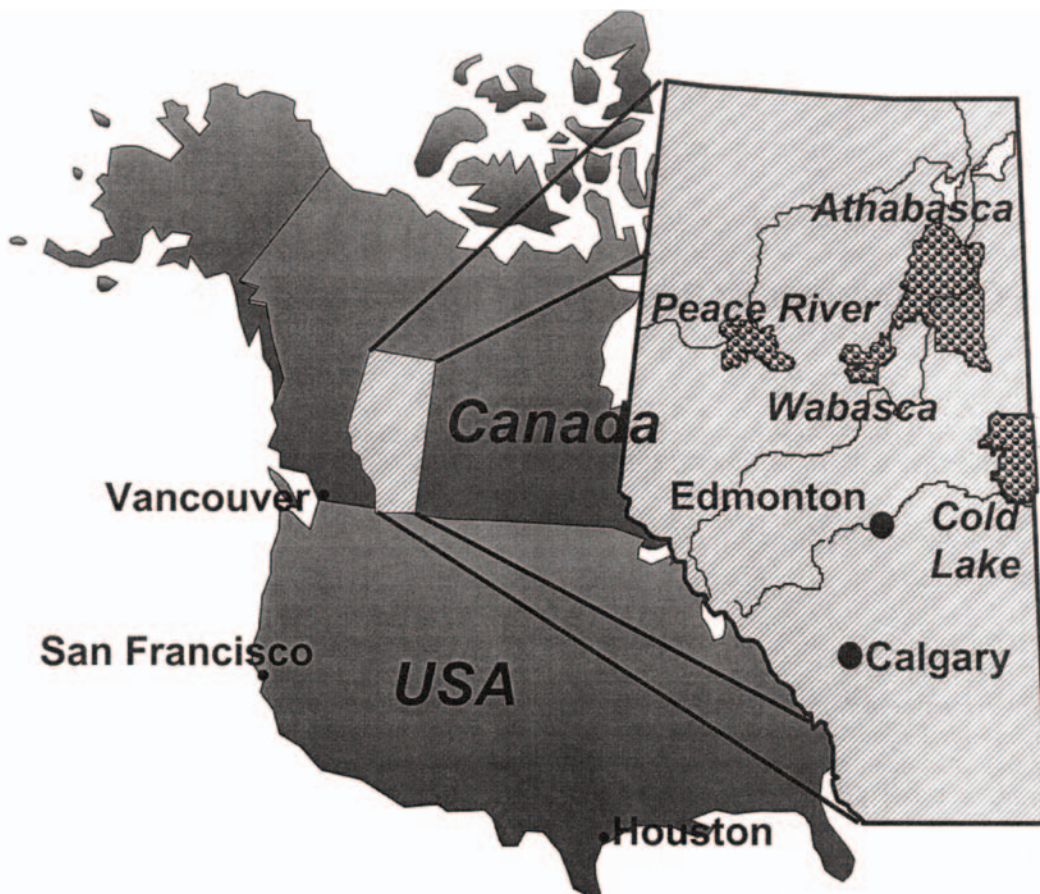 Athabasca
Peace River
Wabasca
Canada
Vancouver
Edmonton
Cold
Lake
San Francisco
Calgary
USA
Houston